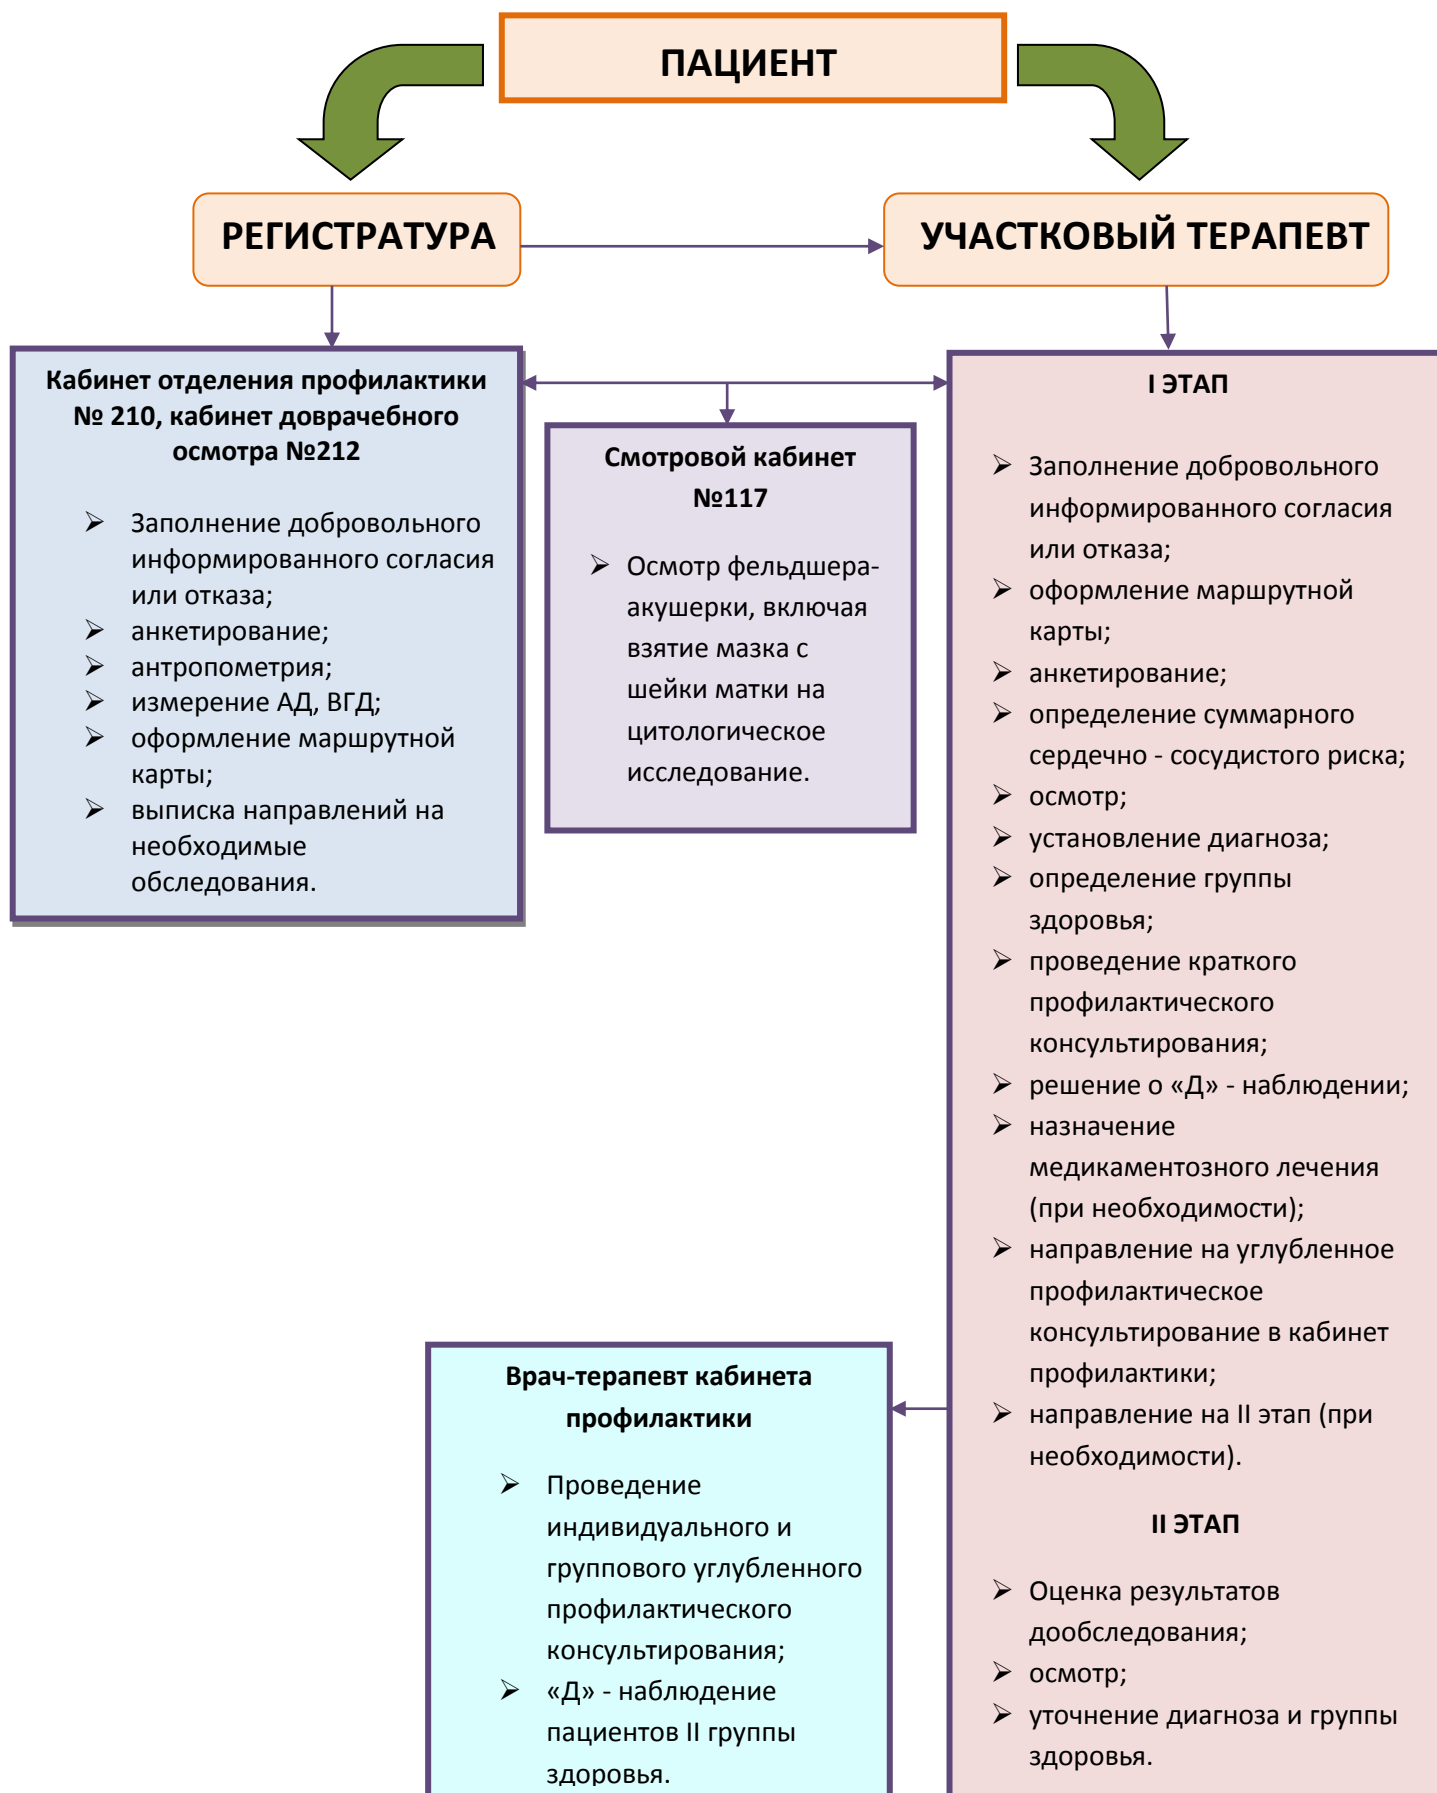 ПАЦИЕНТ
РЕГИСТРАТУРА
УЧАСТКОВЫЙ ТЕРАПЕВТ
Кабинет отделения профилактики
№ 210, кабинет доврачебного
осмотра №212
➢ Заполнение добровольного
информированного согласия
или отказа;
➢ анкетирование;
➢ антропометрия;
➢ измерение АД, ВГД;
➢ оформление маршрутной
карты;
➢ выписка направлений на
необходимые
обследования.
Смотровой кабинет
№117
➢ Осмотр фельдшера-
акушерки, включая
взятие мазка с
шейки матки на
цитологическое
исследование.
I ЭТАП
➢ Заполнение добровольного
информированного согласия
или отказа;
➢ оформление маршрутной
карты;
➢ анкетирование;
➢ определение суммарного
сердечно - сосудистого риска;
➢ осмотр;
➢ установление диагноза;
➢ определение группы
здоровья;
➢ проведение краткого
профилактического
консультирования;
➢ решение о «Д» - наблюдении;
➢ назначение
медикаментозного лечения
(при необходимости);
➢ направление на углубленное
профилактическое
консультирование в кабинет
профилактики;
➢ направление на II этап (при
необходимости).
II ЭТАП
➢ Оценка результатов
дообследования;
➢ осмотр;
➢ уточнение диагноза и группы
здоровья.
Врач-терапевт кабинета
профилактики
➢ Проведение
индивидуального и
группового углубленного
профилактического
консультирования;
➢ «Д» - наблюдение
пациентов II группы
здоровья.